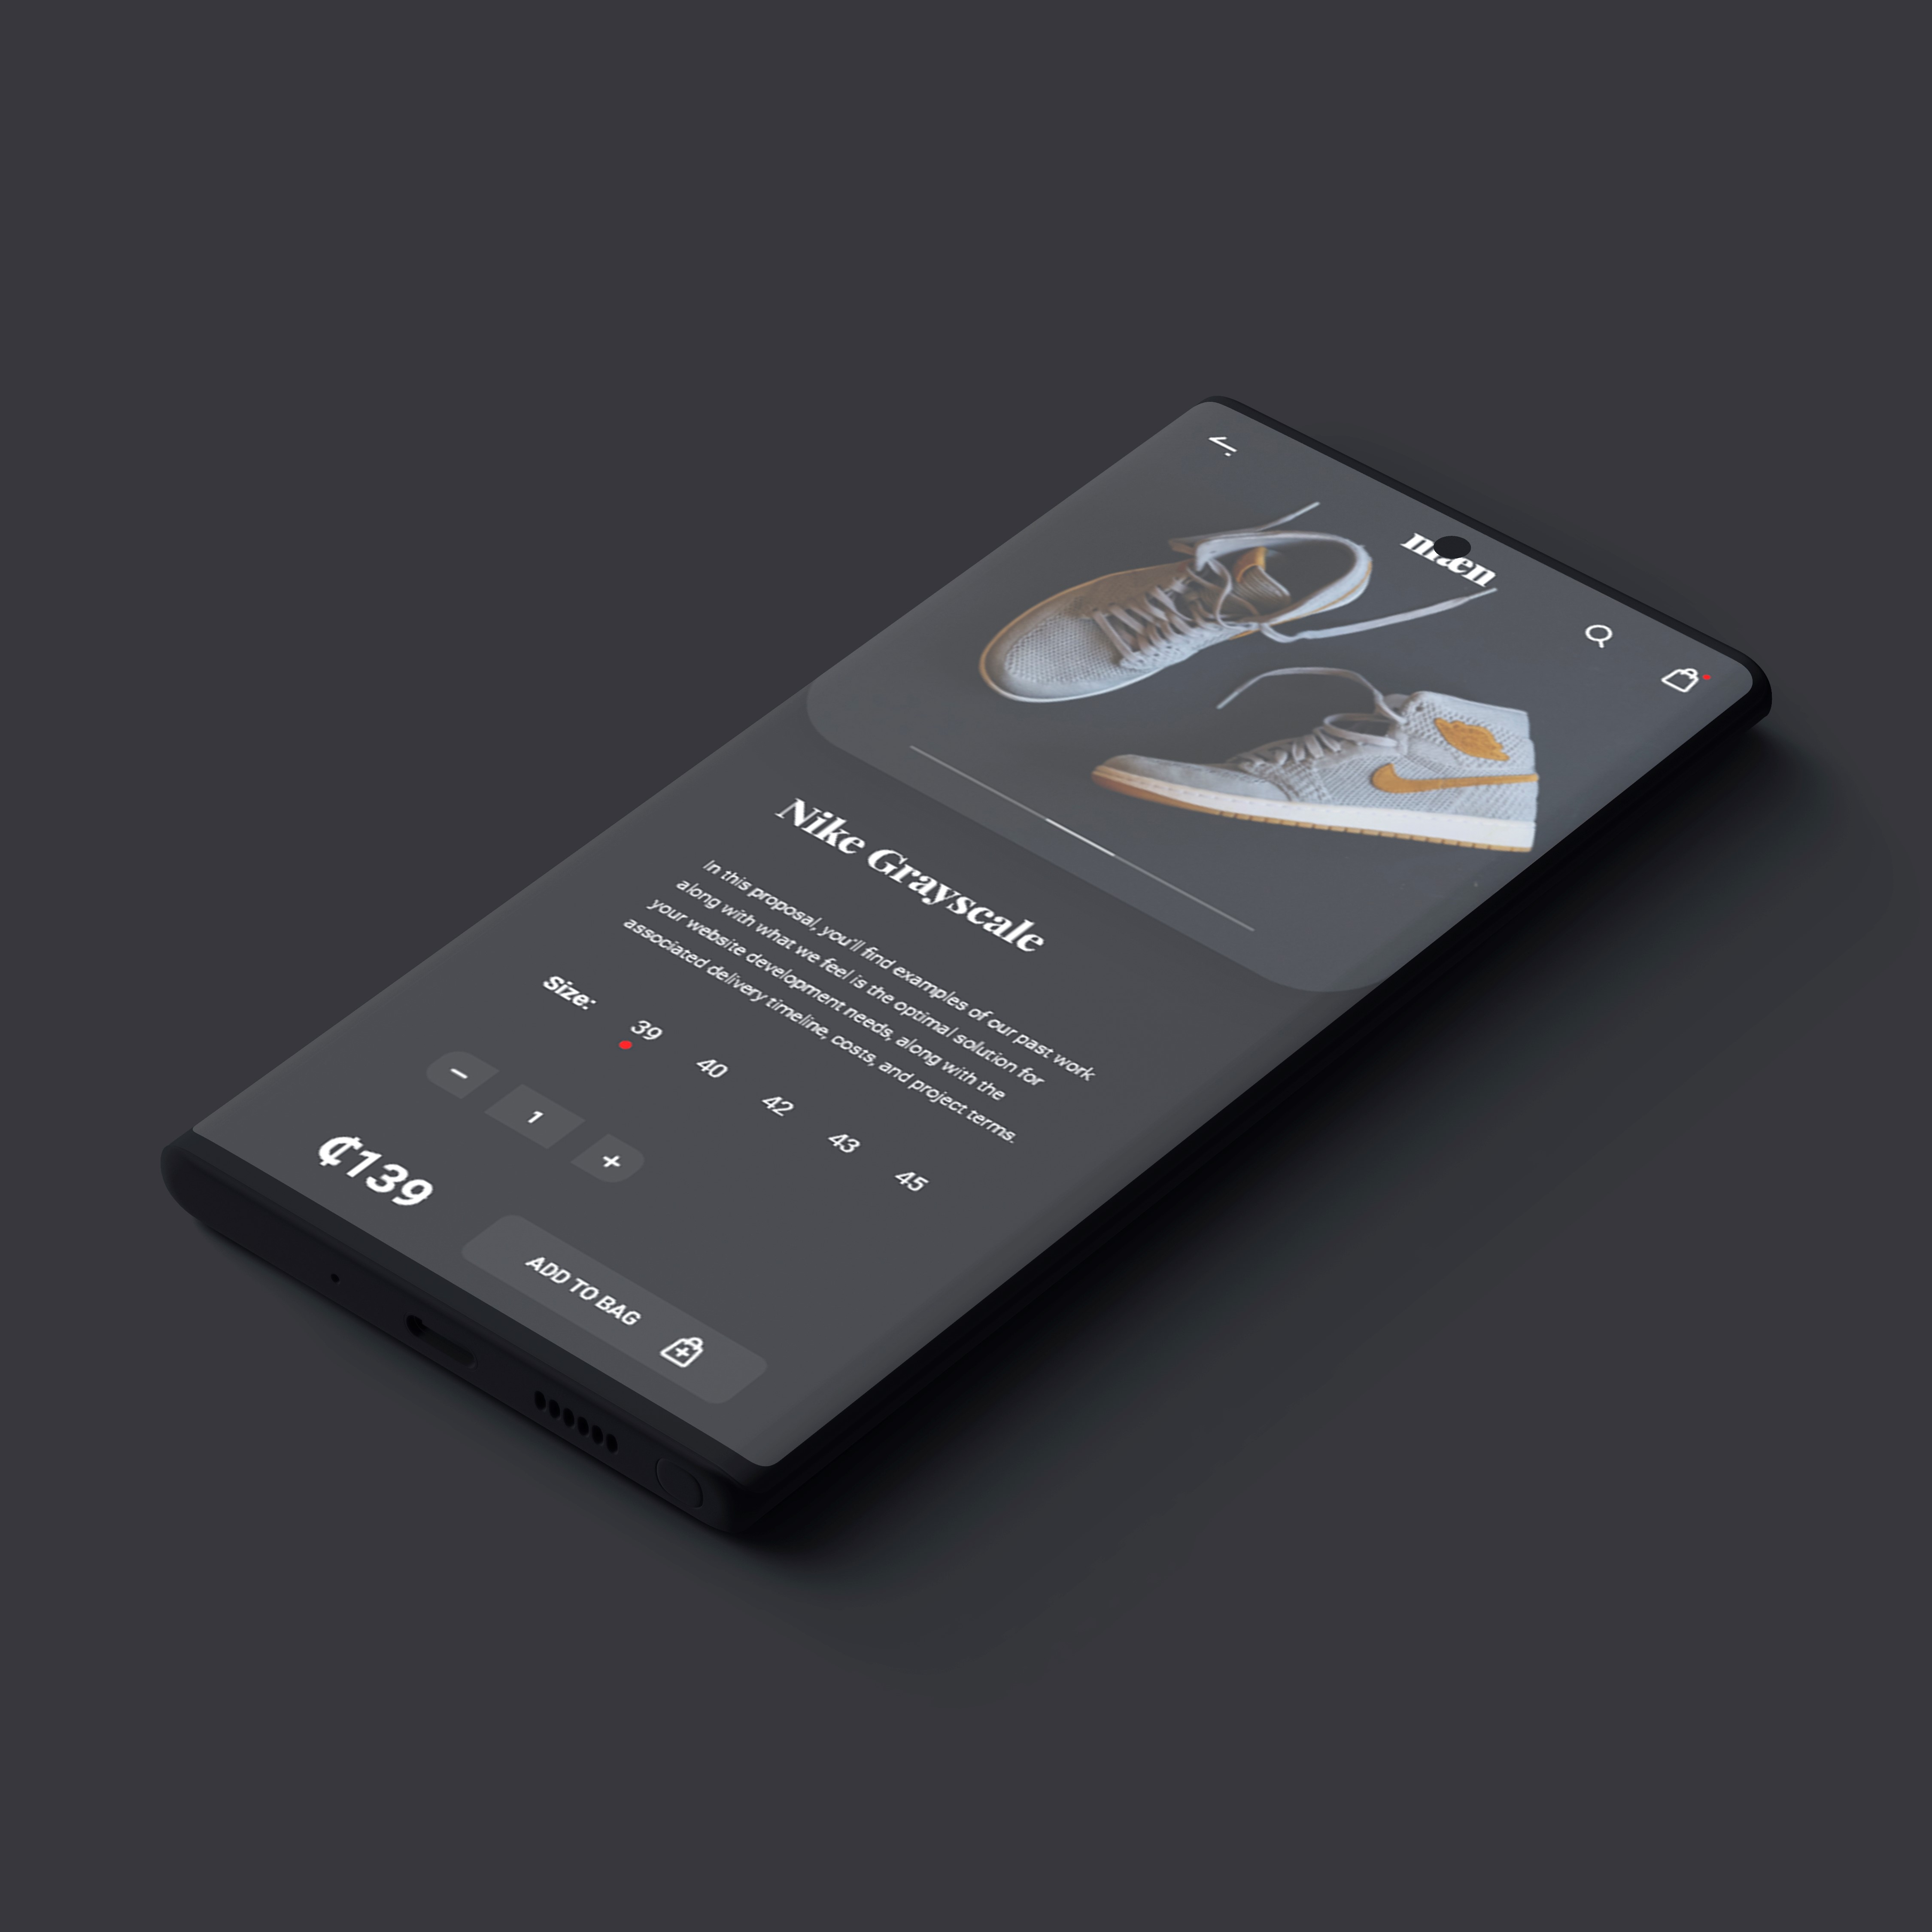 mæn
Nike Grayscale
In this proposal, you'll find examples of our past work
along with what we feel is the optimal solution for
your website development needs, along with the
associated delivery timeline, costs, and project terms.
Size:
39
40
42
43
45
1
₵139
ADD TO BAG